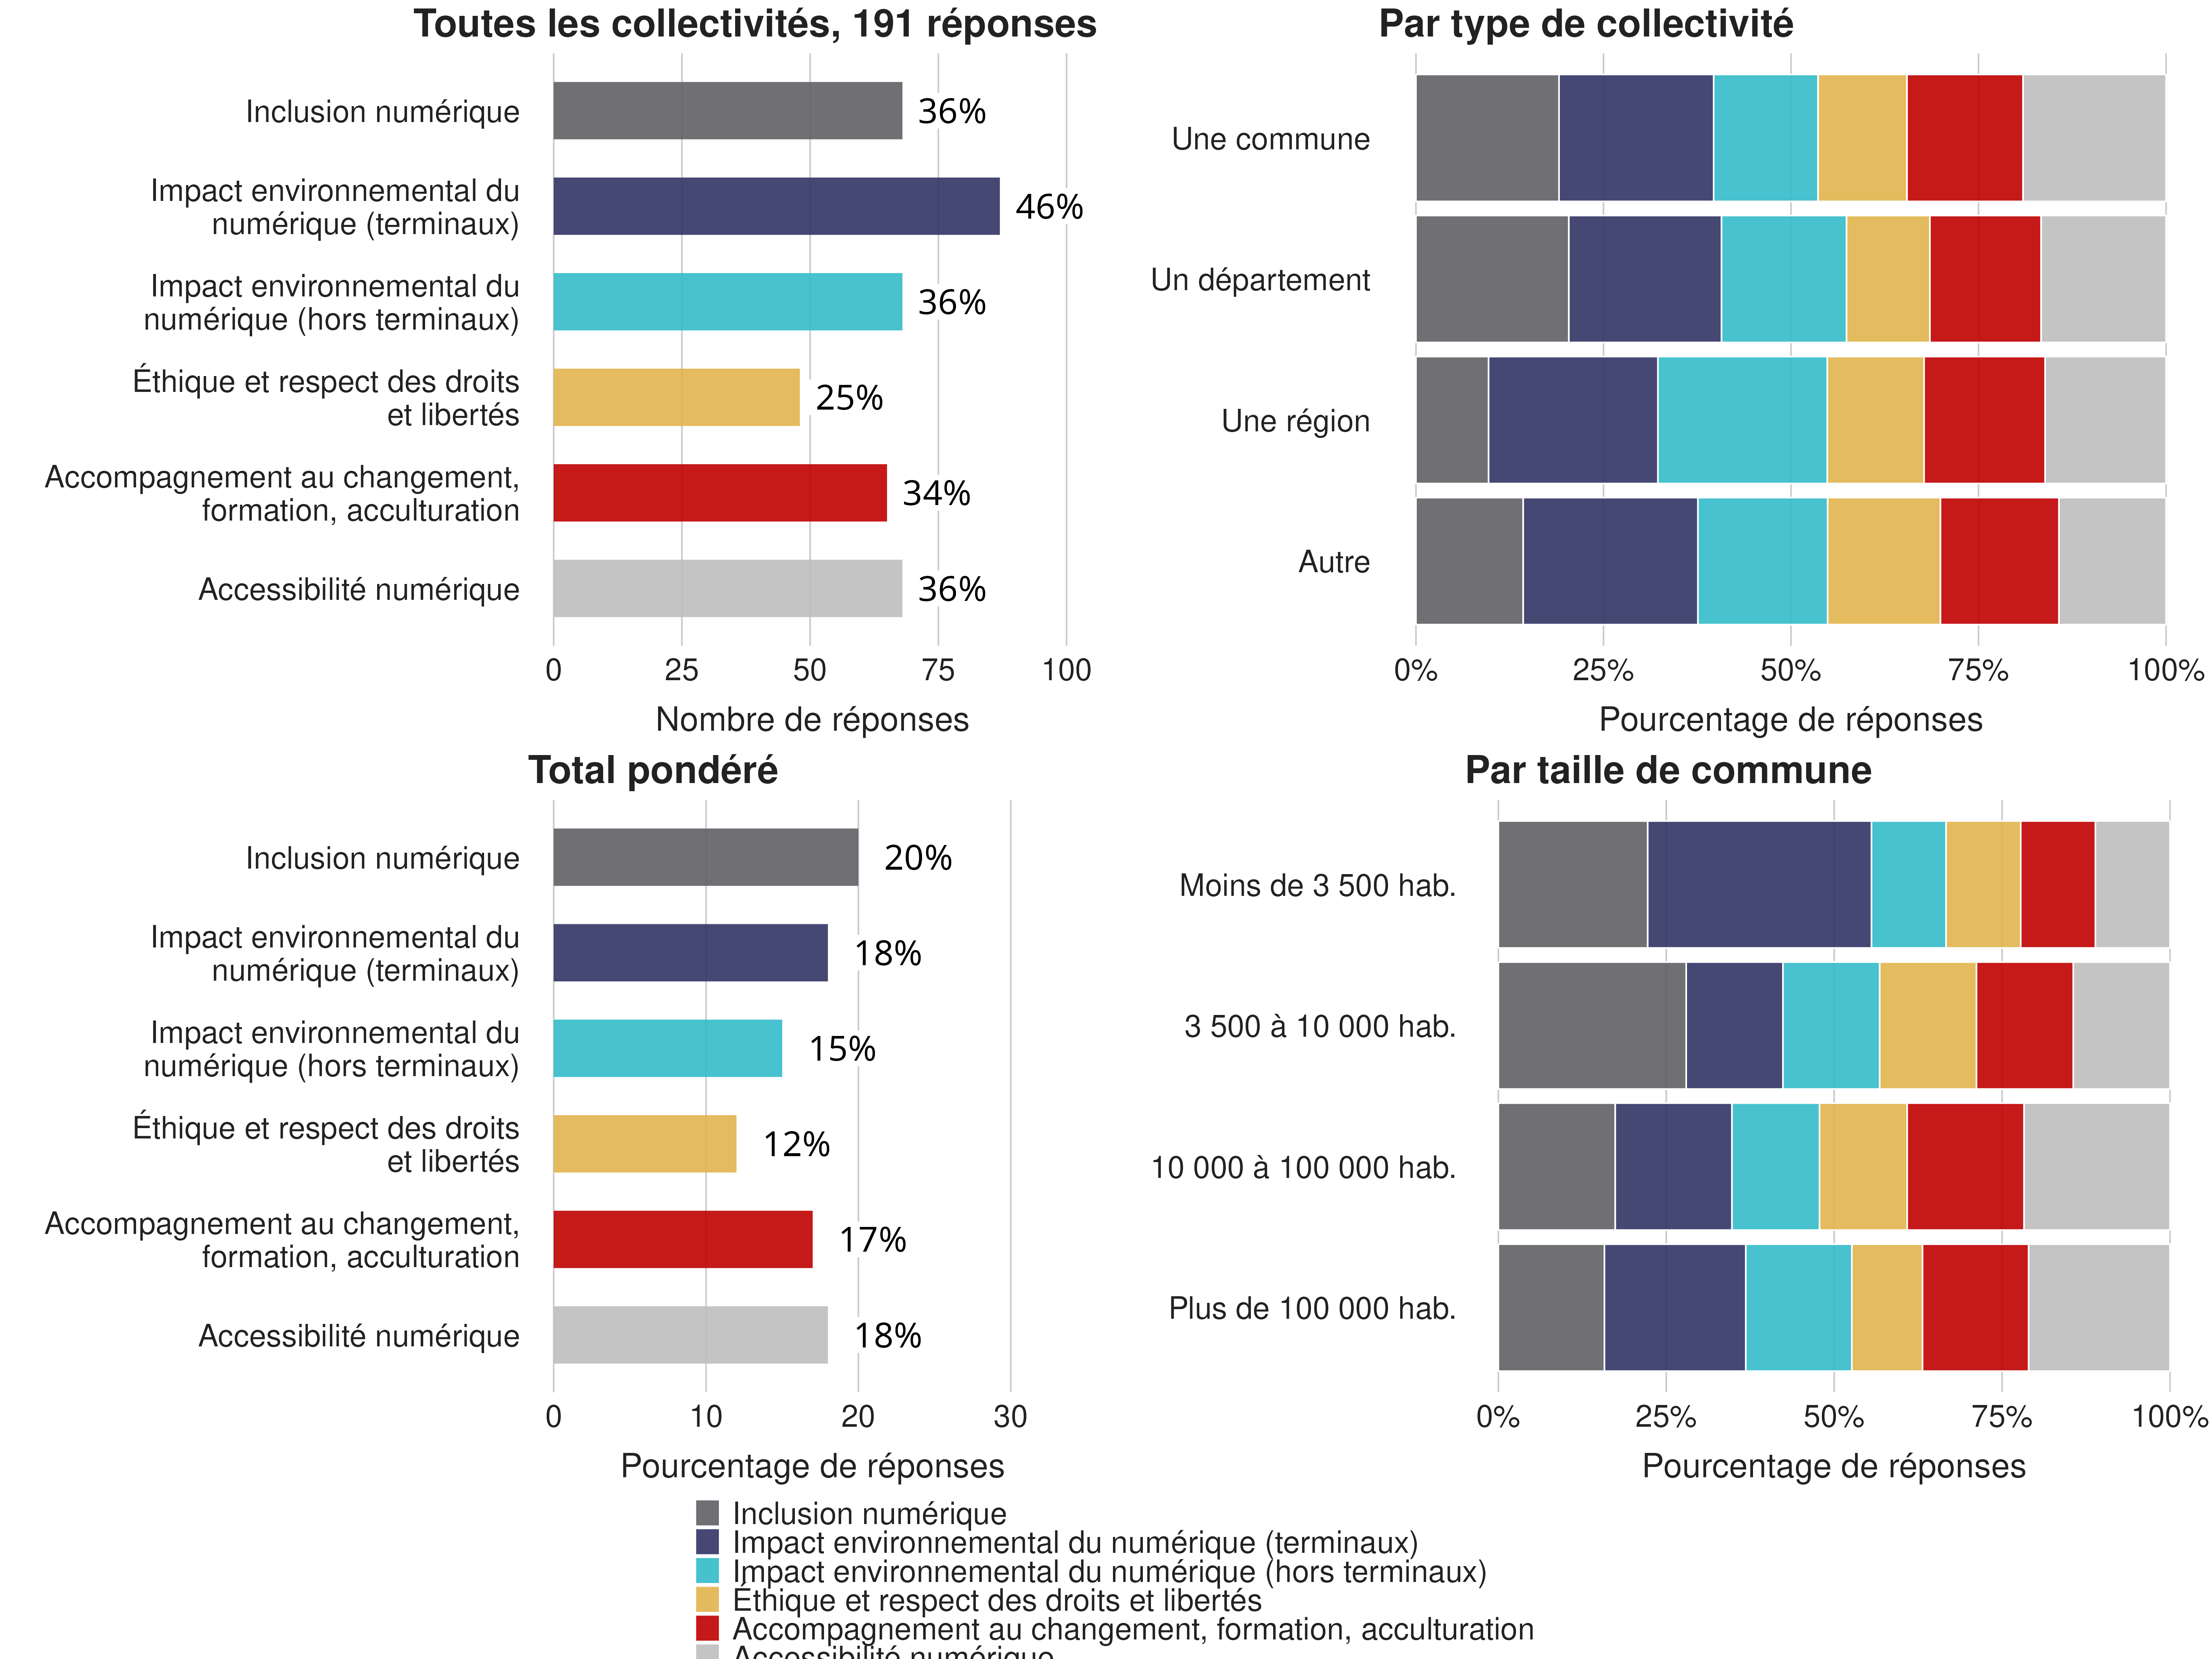 Toutes les collectivités, 191 réponses
Inclusion numérique
36%
Impact environnemental du
numérique (terminaux)
46%
Impact environnemental du
numérique (hors terminaux)
36%
Éthique et respect des droits
et libertés
25%
Accompagnement au changement,
formation, acculturation
34%
Accessibilité numérique
36%
0 25 50 75 100
Nombre de réponses
Par type de collectivité
Une commune
Un département
Une région
Autre
0% 25% 50% 75% 100%
Pourcentage de réponses
Total pondéré
Inclusion numérique
20%
Impact environnemental du
numérique (terminaux)
18%
Impact environnemental du
numérique (hors terminaux)
15%
Éthique et respect des droits
et libertés
12%
Accompagnement au changement,
formation, acculturation
17%
Accessibilité numérique
18%
0 10 20 30
Pourcentage de réponses
Par taille de commune
Moins de 3 500 hab.
3 500 à 10 000 hab.
10 000 à 100 000 hab.
Plus de 100 000 hab.
0% 25% 50% 75% 100%
Pourcentage de réponses
Inclusion numérique
Impact environnemental du numérique (terminaux)
Impact environnemental du numérique (hors terminaux)
Éthique et respect des droits et libertés
Accompagnement au changement, formation, acculturation
Accessibilité numérique